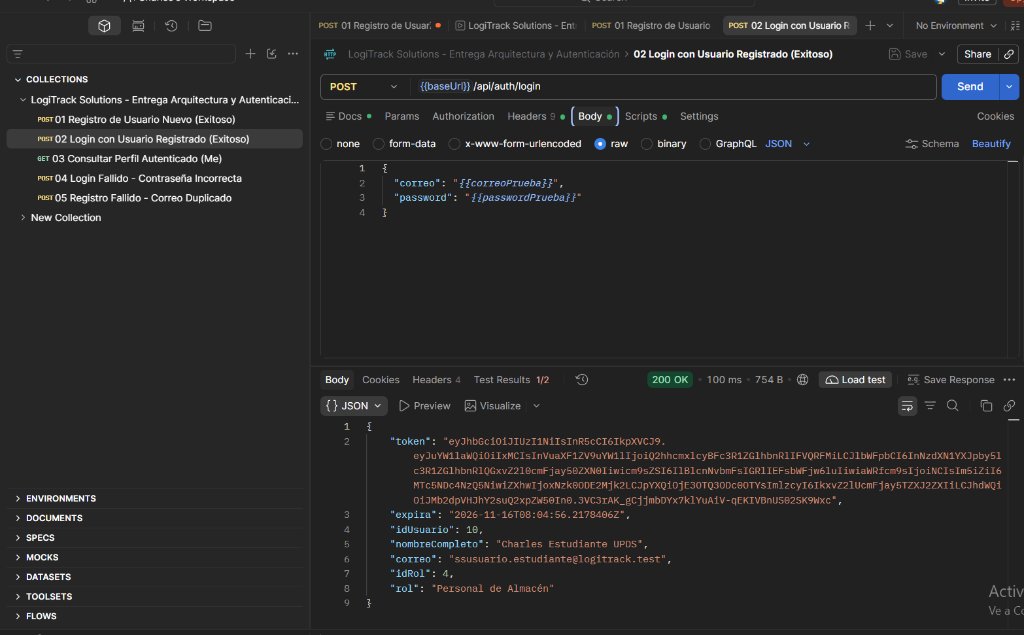 POST 01 Registro de Usuar
LogiTrack Solutions - Ent
POST 01 Registro de Usuario
POST 02 Login con Usuario R
No Environment
LogiTrack Solutions - Entrega Arquitectura y Autenticación > 02 Login con Usuario Registrado (Exitoso)
Save
Share
COLLECTIONS
LogiTrack Solutions - Entrega Arquitectura y Autenticaci...
POST 01 Registro de Usuario Nuevo (Exitoso)
POST 02 Login con Usuario Registrado (Exitoso)
GET 03 Consultar Perfil Autenticado (Me)
POST 04 Login Fallido - Contraseña Incorrecta
POST 05 Registro Fallido - Correo Duplicado
New Collection
POST
{{baseUrl}} /api/auth/login
Send
Docs
Params
Authorization
Headers 9
Body
Scripts
Settings
Cookies
none
form-data
x-www-form-urlencoded
raw
binary
GraphQL
JSON
Schema
Beautify
1 {
2 "correo": "{{correoPrueba}}",
3 "password": "{{passwordPrueba}}"
4 }
Body
Cookies
Headers 4
Test Results 1/2
200 OK
100 ms
754 B
Load test
Save Response
{} JSON
Preview
Visualize
1 {
2 "token":
3 "expira": "2026-11-16T08:04:56.2178406Z",
4 "idUsuario": 10,
5 "nombreCompleto": "Charles Estudiante UPDS",
6 "correo": "ssusuario.estudiante@logitrack.test",
7 "idRol": 4,
8 "rol": "Personal de Almacén"
9 }
ENVIRONMENTS
DOCUMENTS
SPECS
MOCKS
DATASETS
TOOLSETS
FLOWS
Activ
Ve a Co